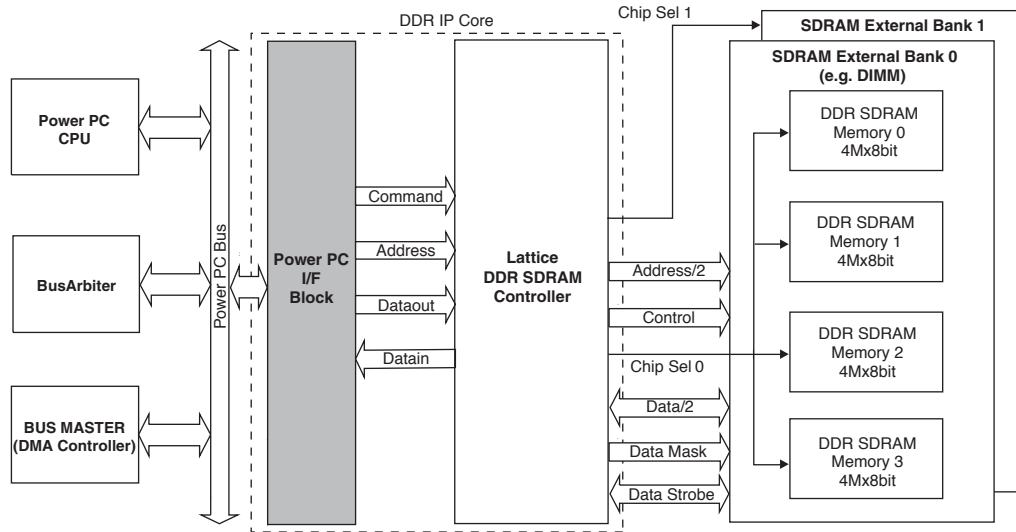 DDR IP Core
Chip Sel 1
SDRAM External Bank 1
SDRAM External Bank 0
(e.g. DIMM)
Power PC
CPU
BusArbiter
BUS MASTER
(DMA Controller)
Power PC Bus
Power PC
I/F
Block
Command
Address
Dataout
Datain
Lattice
DDR SDRAM
Controller
Address/2
Control
Chip Sel 0
Data/2
Data Mask
Data Strobe
DDR SDRAM
Memory 0
4Mx8bit
DDR SDRAM
Memory 1
4Mx8bit
DDR SDRAM
Memory 2
4Mx8bit
DDR SDRAM
Memory 3
4Mx8bit